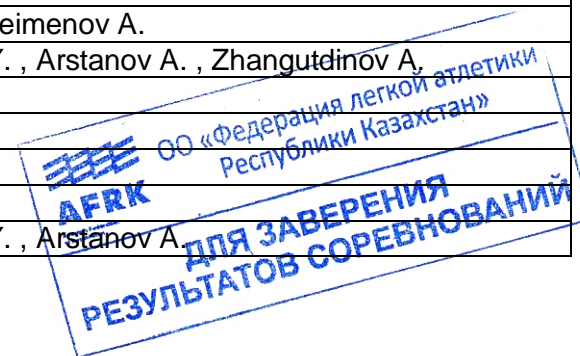 eimenov A.
Y. , Arstanov A. , Zhangutdinov A.
ОО «Федерация легкой атлетики
Республики Казахстан»
AFRK
ДЛЯ ЗАВЕРЕНИЯ
РЕЗУЛЬТАТОВ СОРЕВНОВАНИЙ
Y. , Arstanov A.